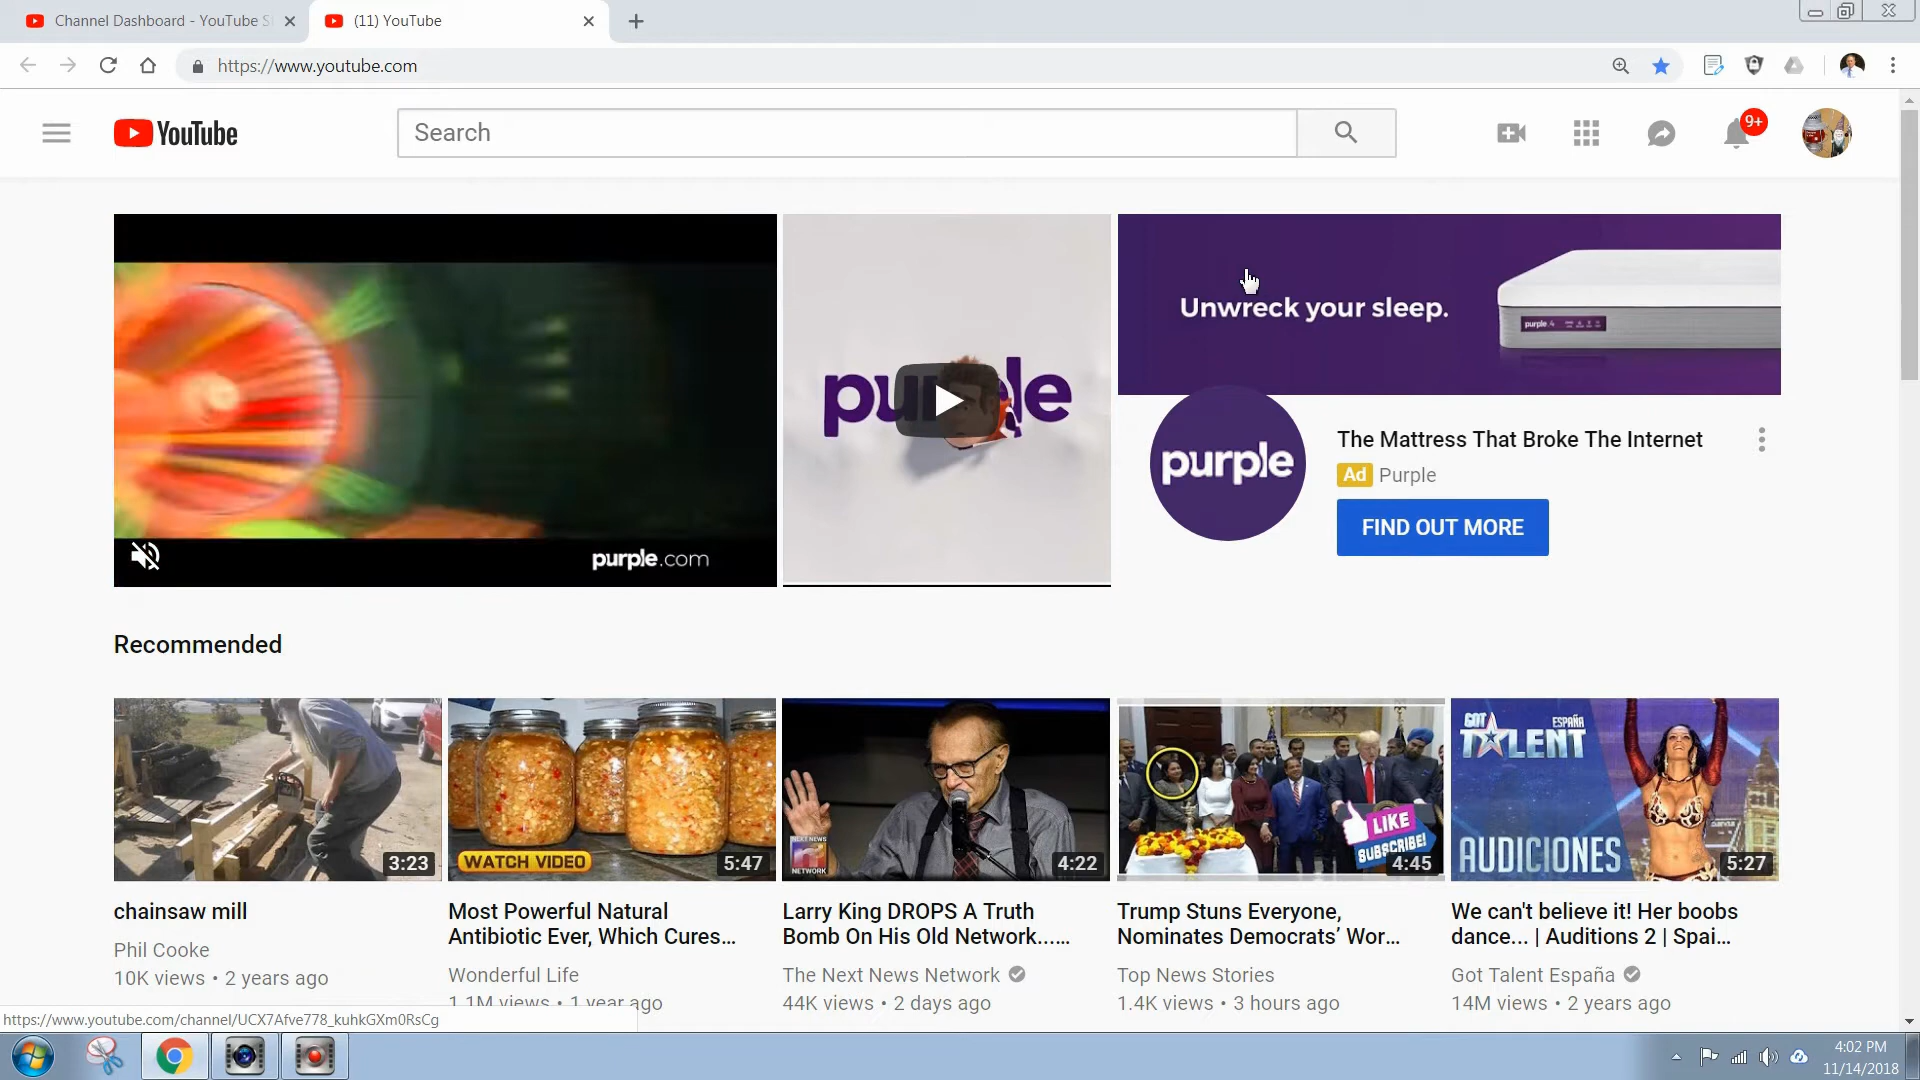 Channel Dashboard - YouTube S
(11) YouTube
https://www.youtube.com
YouTube
Search
9+
purple.com
purple
Unwreck your sleep.
purple.4
purple
The Mattress That Broke The Internet
Ad Purple
FIND OUT MORE
Recommended
3:23
WATCH VIDEO
5:47
NEXT NEWS
NETWORK
4:22
LIKE
SUBSCRIBE!
4:45
GOT
TALENT
ESPAÑA
AUDICIONES
5:27
chainsaw mill
Phil Cooke
10K views • 2 years ago
Most Powerful Natural
Antibiotic Ever, Which Cures...
Wonderful Life
1.1M views • 1 year ago
Larry King DROPS A Truth
Bomb On His Old Network......
The Next News Network
44K views • 2 days ago
Trump Stuns Everyone,
Nominates Democrats’ Wor...
Top News Stories
1.4K views • 3 hours ago
We can't believe it! Her boobs
dance... | Auditions 2 | Spai...
Got Talent España
14M views • 2 years ago
https://www.youtube.com/channel/UCX7Afve778_kuhkGXm0RsCg
4:02 PM
11/14/2018